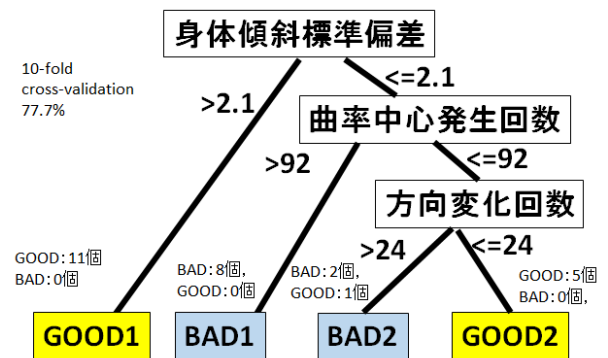 身体傾斜標準偏差
10-fold
cross-validation
77.7%
>2.1
<=2.1
曲率中心発生回数
>92
<=92
方向変化回数
>24
<=24
GOOD:11個
BAD:0個
BAD:8個,
GOOD:0個
BAD:2個,
GOOD:1個
GOOD:5個
BAD:0個,
GOOD1
BAD1
BAD2
GOOD2